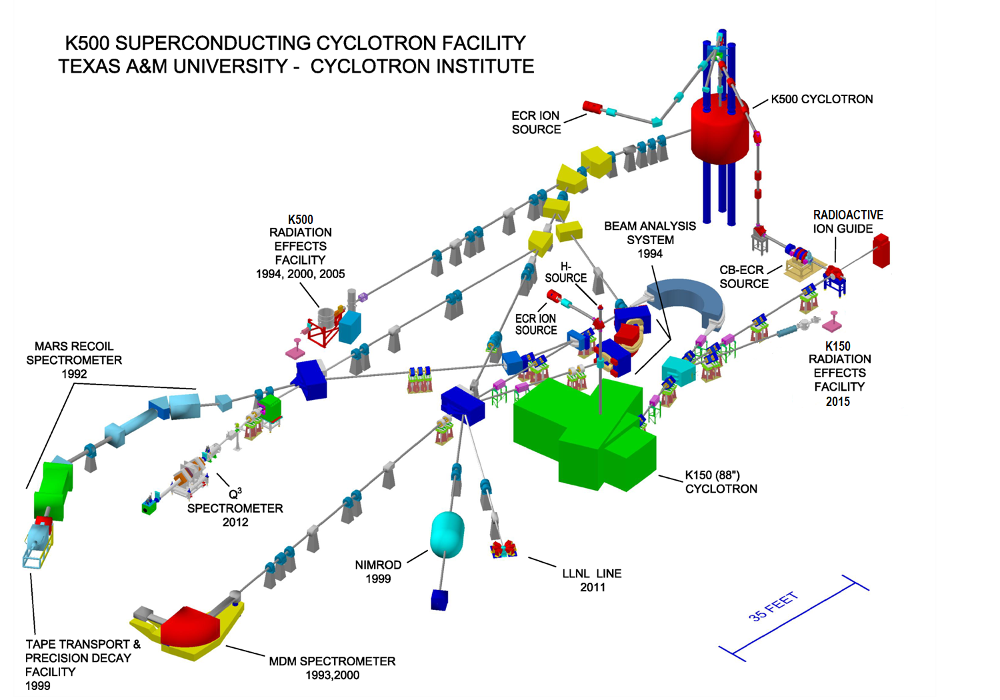 K500 SUPERCONDUCTING CYCLOTRON FACILITY
TEXAS A&M UNIVERSITY - CYCLOTRON INSTITUTE
K500 CYCLOTRON
ECR ION
SOURCE
K500
RADIATION
EFFECTS
FACILITY
1994, 2000, 2005
BEAM ANALYSIS
SYSTEM
1994
RADIOACTIVE
ION GUIDE
H-
SOURCE
CB-ECR
SOURCE
ECR ION
SOURCE
MARS RECOIL
SPECTROMETER
1992
K150
RADIATION
EFFECTS
FACILITY
2015
Q³
SPECTROMETER
2012
K150 (88")
CYCLOTRON
NIMROD
1999
LLNL LINE
2011
35 FEET
TAPE TRANSPORT &
PRECISION DECAY
FACILITY
1999
MDM SPECTROMETER
1993,2000